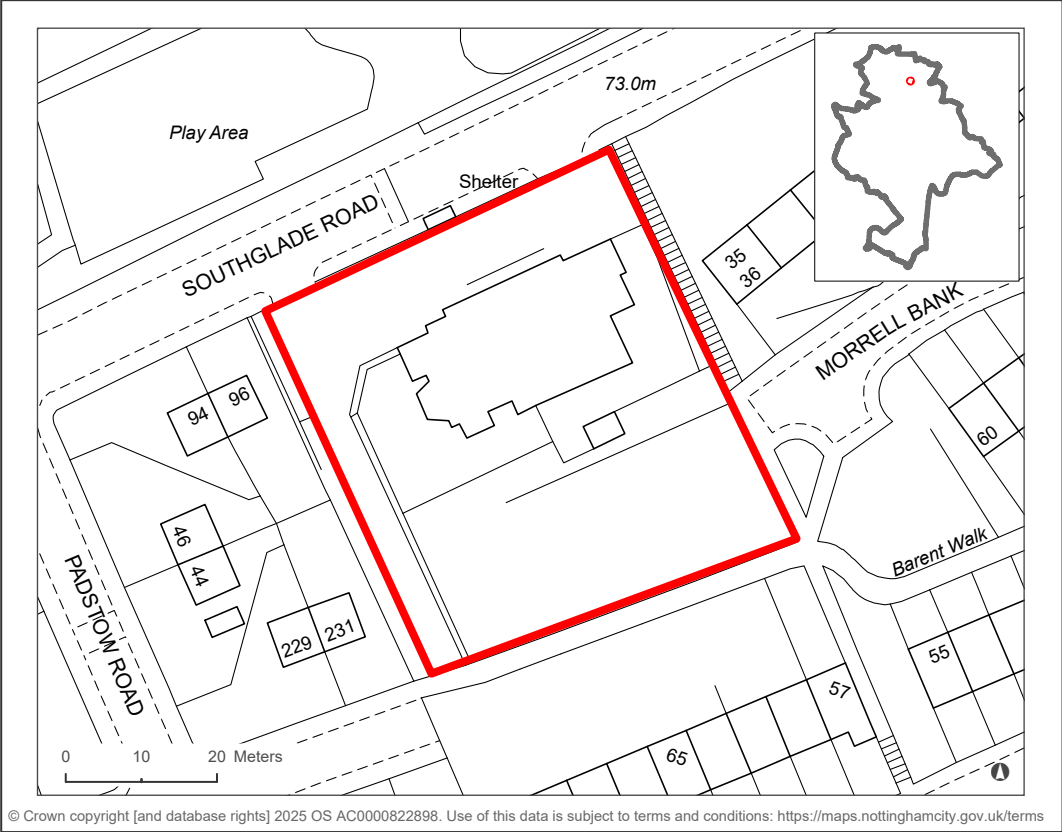 73.0m
Play Area
Shelter
SOUTHGLADE ROAD
35
36
MORRELL BANK
94
96
60
46
44
PADSTOW ROAD
Barent Walk
229
231
55
57
65
0 10 20 Meters
© Crown copyright [and database rights] 2025 OS AC0000822898. Use of this data is subject to terms and conditions: https://maps.nottinghamcity.gov.uk/terms